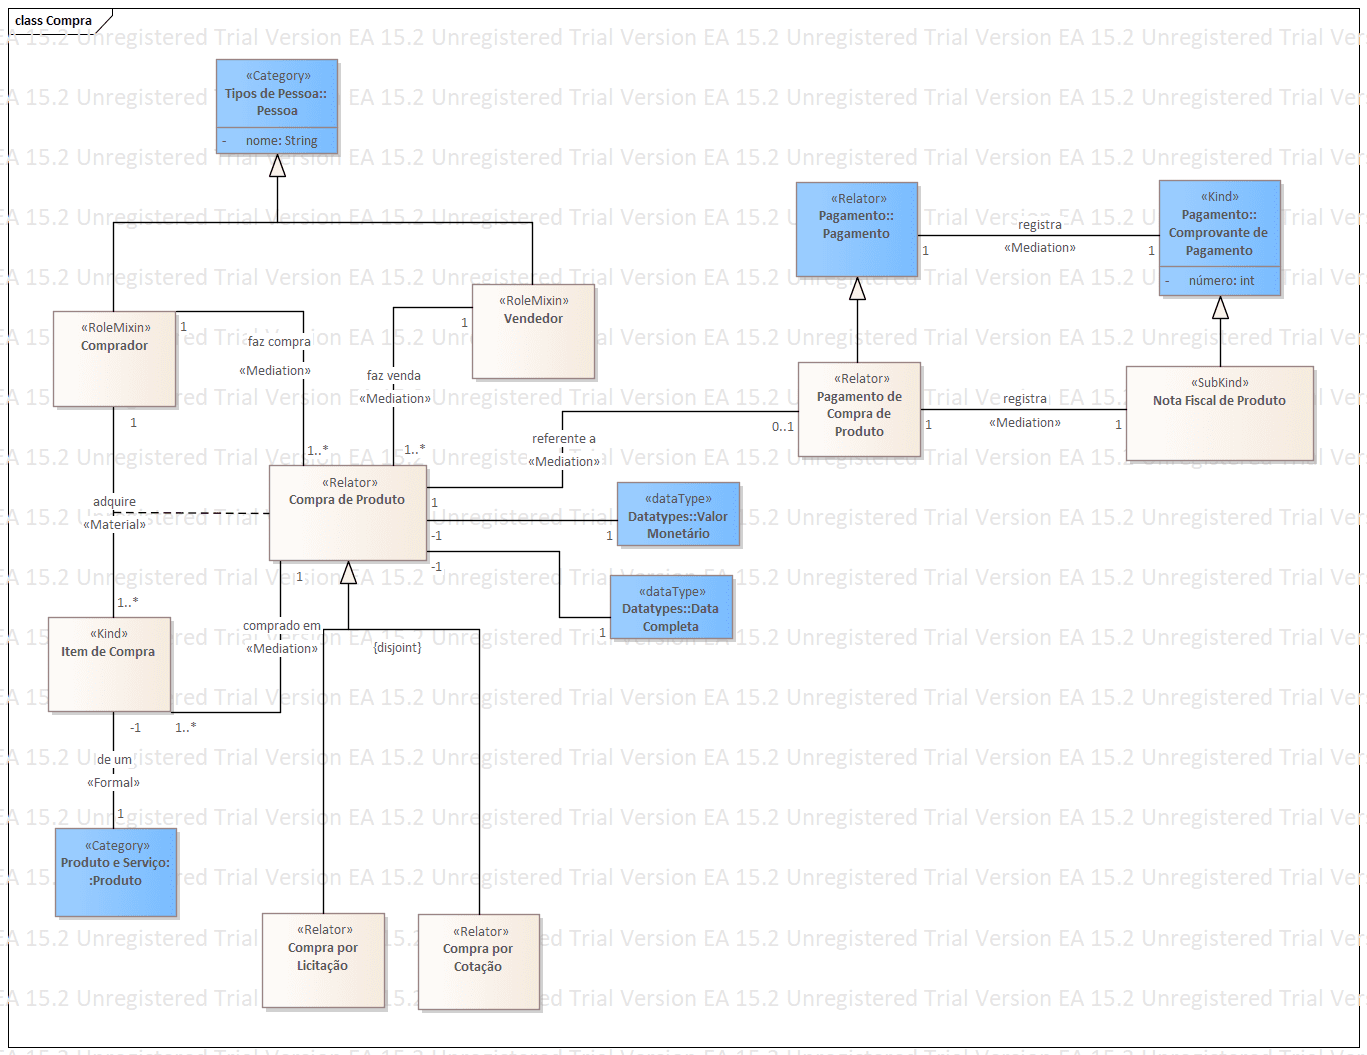 class Compra
«Category»
Tipos de Pessoa::
Pessoa
- nome: String
«Relator»
Pagamento::
Pagamento
registra
«Mediation»
1
1
«Kind»
Pagamento::
Comprovante de
Pagamento
- número: int
«RoleMixin»
Comprador
1
faz compra
«Mediation»
1..*
«RoleMixin»
Vendedor
1
faz venda
«Mediation»
1..*
«Relator»
Pagamento de
Compra de
Produto
registra
«Mediation»
1
1
«SubKind»
Nota Fiscal de Produto
0..1
referente a
«Mediation»
1
1
adquire
«Material»
1..*
«Relator»
Compra de Produto
-1
1
«dataType»
Datatypes::Valor
Monetário
-1
1
«dataType»
Datatypes::Data
Completa
1
comprado em
«Mediation»
1..*
{disjoint}
«Kind»
Item de Compra
-1
de um
«Formal»
1
«Category»
Produto e Serviço:
:Produto
«Relator»
Compra por
Licitação
«Relator»
Compra por
Cotação
EA 15.2 Unregistered Trial Version EA 15.2 Unregistered Trial Version EA 15.2 Unregistered Trial Version